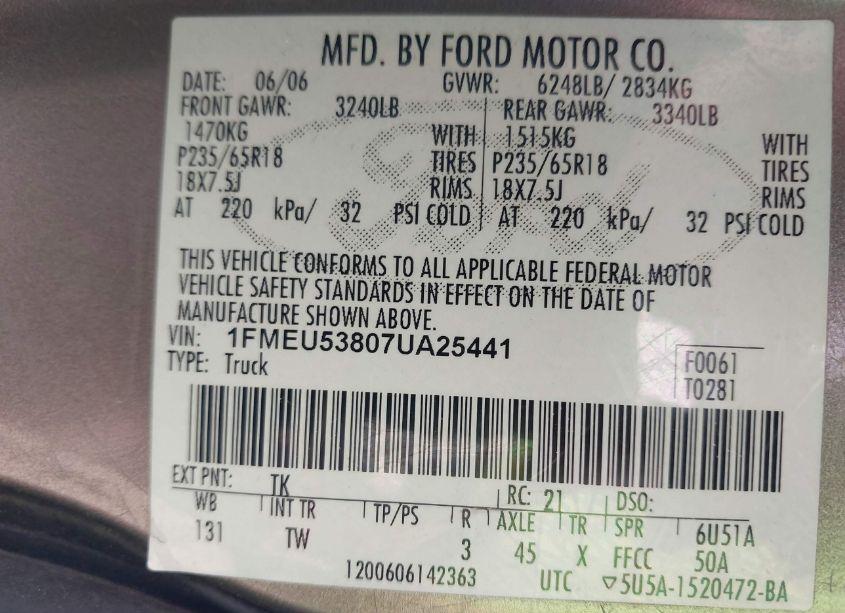 MFD. BY FORD MOTOR CO.
DATE: 06/06 GVWR: 6248LB/ 2834KG
FRONT GAWR: 3240LB REAR GAWR: 3340LB
1470KG WITH 1515KG WITH
P235/65R18 TIRES P235/65R18 TIRES
18X7.5J RIMS 18X7.5J RIMS
AT 220 kPa/ 32 PSI COLD AT 220 kPa/ 32 PSI COLD
THIS VEHICLE CONFORMS TO ALL APPLICABLE FEDERAL MOTOR
VEHICLE SAFETY STANDARDS IN EFFECT ON THE DATE OF
MANUFACTURE SHOWN ABOVE.
VIN: 1FMEU53807UA25441
TYPE: Truck
F0061
T0281
EXT PNT: TK RC: 21 DSO:
WB INT TR TP/PS R AXLE TR SPR 6U51A
131 TW 3 45 X FFCC 50A
1200606142363 UTC ▽5U5A-1520472-BA
Ford